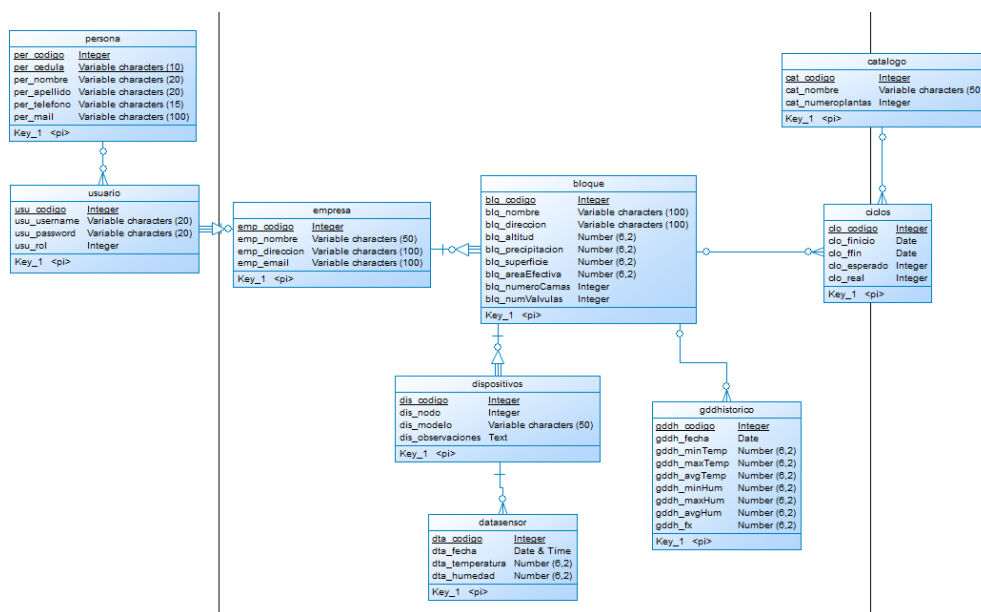 persona
per_codigo Integer
per_cedula Variable characters (10)
per_nombre Variable characters (20)
per_apellido Variable characters (20)
per_telefono Variable characters (15)
per_mail Variable characters (100)
Key_1 <pi>
usuario
usu_codigo Integer
usu_username Variable characters (20)
usu_password Variable characters (20)
usu_rol Integer
Key_1 <pi>
empresa
emp_codigo Integer
emp_nombre Variable characters (50)
emp_direccion Variable characters (100)
emp_email Variable characters (100)
Key_1 <pi>
bloque
blq_codigo Integer
blq_nombre Variable characters (100)
blq_direccion Variable characters (100)
blq_altitud Number (6,2)
blq_precipitacion Number (6,2)
blq_superficie Number (6,2)
blq_areaEfectiva Number (6,2)
blq_numeroCamas Integer
blq_numValvulas Integer
Key_1 <pi>
catalogo
cat_codigo Integer
cat_nombre Variable characters (50
cat_numeroplantas Integer
Key_1 <pi>
ciclos
clo_codigo Integer
clo_finicio Date
clo_ffin Date
clo_esperado Integer
clo_real Integer
Key_1 <pi>
dispositivos
dis_codigo Integer
dis_nodo Integer
dis_modelo Variable characters (50)
dis_observaciones Text
Key_1 <pi>
gddhistorico
gddh_codigo Integer
gddh_fecha Date
gddh_minTemp Number (6,2)
gddh_maxTemp Number (6,2)
gddh_avgTemp Number (6,2)
gddh_minHum Number (6,2)
gddh_maxHum Number (6,2)
gddh_avgHum Number (6,2)
gddh_fx Number (6,2)
Key_1 <pi>
datasensor
dta_codigo Integer
dta_fecha Date & Time
dta_temperatura Number (6,2)
dta_humedad Number (6,2)
Key_1 <pi>